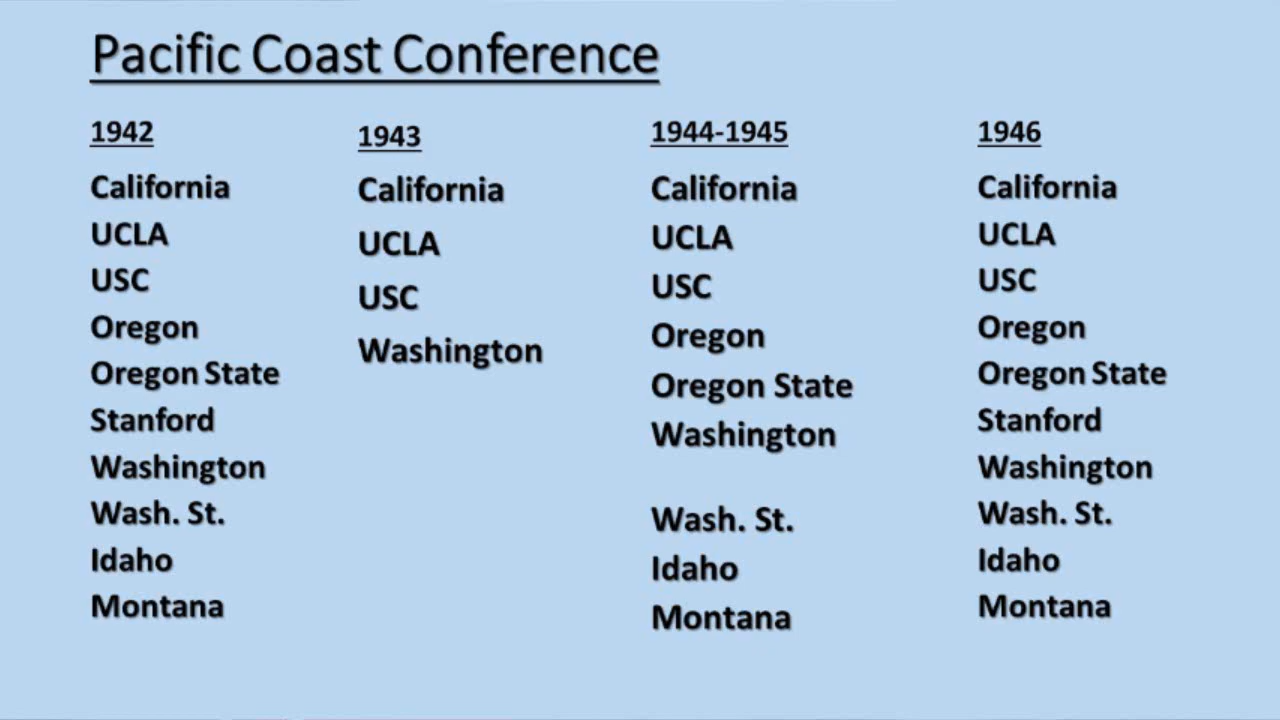 Pacific Coast Conference
1942
California
UCLA
USC
Oregon
Oregon State
Stanford
Washington
Wash. St.
Idaho
Montana
1943
California
UCLA
USC
Washington
1944-1945
California
UCLA
USC
Oregon
Oregon State
Washington
Wash. St.
Idaho
Montana
1946
California
UCLA
USC
Oregon
Oregon State
Stanford
Washington
Wash. St.
Idaho
Montana